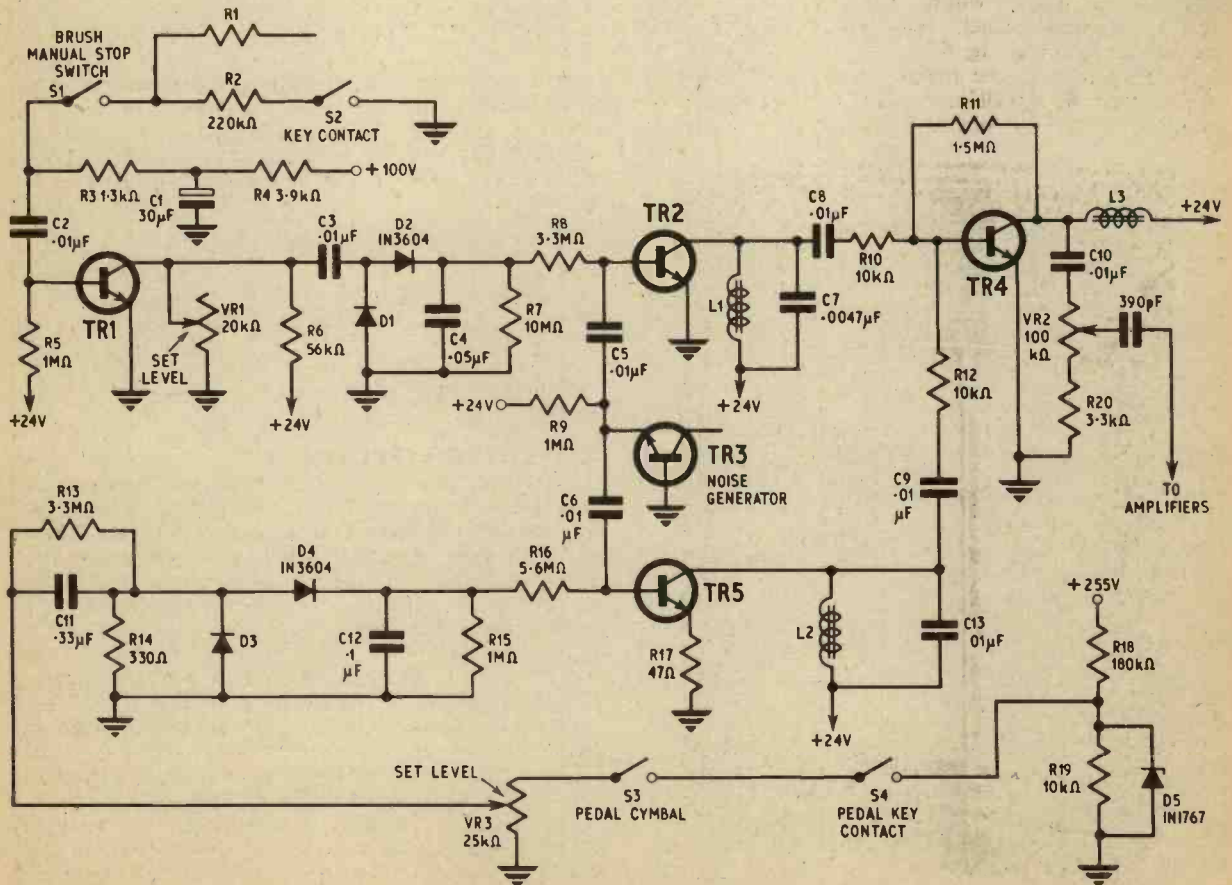 BRUSH
MANUAL STOP
SWITCH
S1
R1
R2
220kΩ
S2
KEY CONTACT
R3 1.3kΩ
C1
30µF
R4 3.9kΩ
+100V
C2
.01µF
TR1
R5
1MΩ
+24V
VR1
20kΩ
SET
LEVEL
R6
56kΩ
+24V
C3
.01µF
D2
IN3604
D1
C4
.05µF
R7
10MΩ
R8
3.3MΩ
C5
.01µF
+24V
R9
1MΩ
TR2
L1
C7
.0047µF
+24V
C8
.01µF
R10
10kΩ
R11
1.5MΩ
TR4
L3
+24V
C10
.01µF
VR2
100
kΩ
390pF
R20
3.3kΩ
TO
AMPLIFIERS
R12
10kΩ
C9
.01
µF
TR3
NOISE
GENERATOR
C6
.01
µF
R13
3.3MΩ
C11
.33µF
R14
330Ω
D3
D4
IN3604
C12
.1
µF
R15
1MΩ
R16
5.6MΩ
TR5
R17
47Ω
L2
C13
01µF
+24V
+255V
R18
180kΩ
R19
10kΩ
D5
IN1767
SET LEVEL
VR3
25kΩ
S3
PEDAL CYMBAL
S4
PEDAL KEY
CONTACT